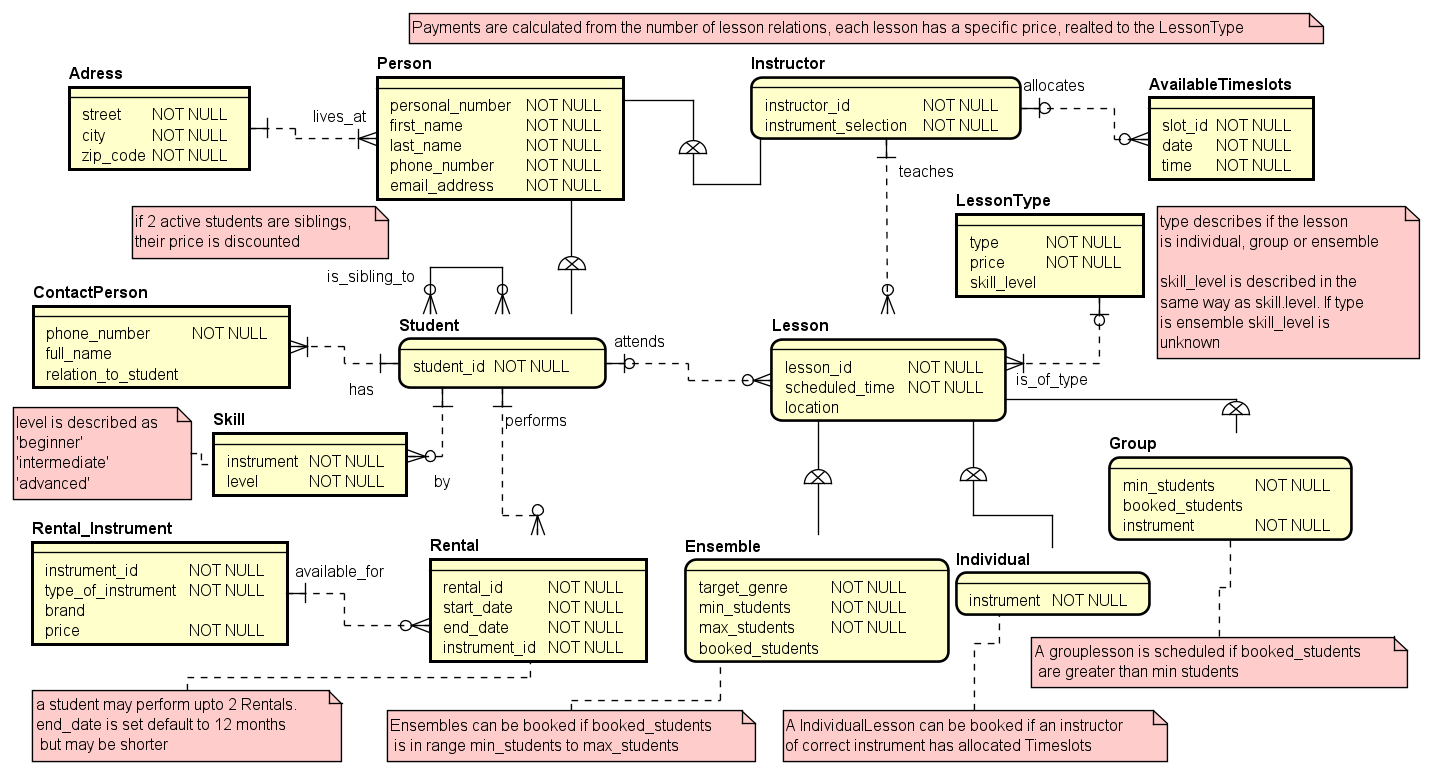 Payments are calculated from the number of lesson relations, each lesson has a specific price, realted to the LessonType
Adress
street NOT NULL
city NOT NULL
zip_code NOT NULL
lives_at
Person
personal_number NOT NULL
first_name NOT NULL
last_name NOT NULL
phone_number NOT NULL
email_address NOT NULL
Instructor
instructor_id NOT NULL
instrument_selection NOT NULL
allocates
AvailableTimeslots
slot_id NOT NULL
date NOT NULL
time NOT NULL
teaches
if 2 active students are siblings,
their price is discounted
is_sibling_to
LessonType
type NOT NULL
price NOT NULL
skill_level
type describes if the lesson
is individual, group or ensemble
skill_level is described in the
same way as skill.level. If type
is ensemble skill_level is
unknown
ContactPerson
phone_number NOT NULL
full_name
relation_to_student
has
Student
student_id NOT NULL
attends
Lesson
lesson_id NOT NULL
scheduled_time NOT NULL
location
is_of_type
level is described as
'beginner'
'intermediate'
'advanced'
Skill
instrument NOT NULL
level NOT NULL
by
performs
Group
min_students NOT NULL
booked_students
instrument NOT NULL
Rental_Instrument
instrument_id NOT NULL
type_of_instrument NOT NULL
brand
price NOT NULL
available_for
Rental
rental_id NOT NULL
start_date NOT NULL
end_date NOT NULL
instrument_id NOT NULL
Ensemble
target_genre NOT NULL
min_students NOT NULL
max_students NOT NULL
booked_students
Individual
instrument NOT NULL
A grouplesson is scheduled if booked_students
are greater than min students
a student may perform upto 2 Rentals.
end_date is set default to 12 months
but may be shorter
Ensembles can be booked if booked_students
is in range min_students to max_students
A IndividualLesson can be booked if an instructor
of correct instrument has allocated Timeslots